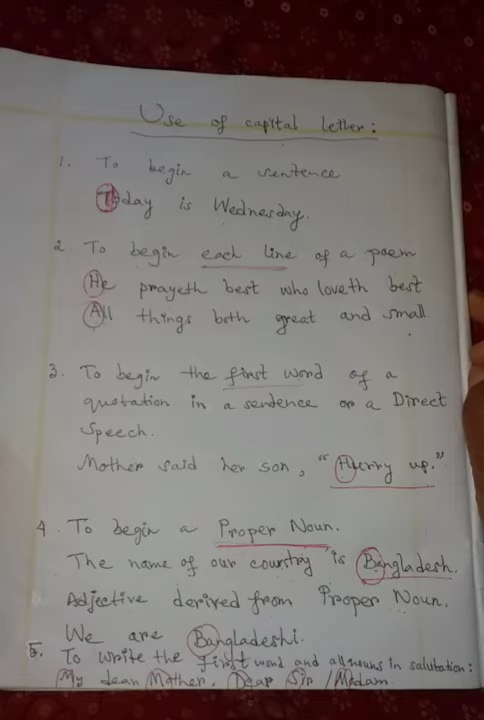 Use of capital letter:
1. To begin a sentence.
Today is Wednesday.
2 To begin each line of a poem
He prayeth best who loveth best
All things both great and small
3. To begin the first word of a
quotation in a sentence or a Direct
Speech.
Mother said her son, "Hurry up."
4. To begin a Proper Noun.
The name of our country is Bangladesh.
Adjective derived from Proper Noun.
We are Bangladeshi.
5. To write the first word and all nouns in salutation:
My dear Mother, Dear Sir / Madam.